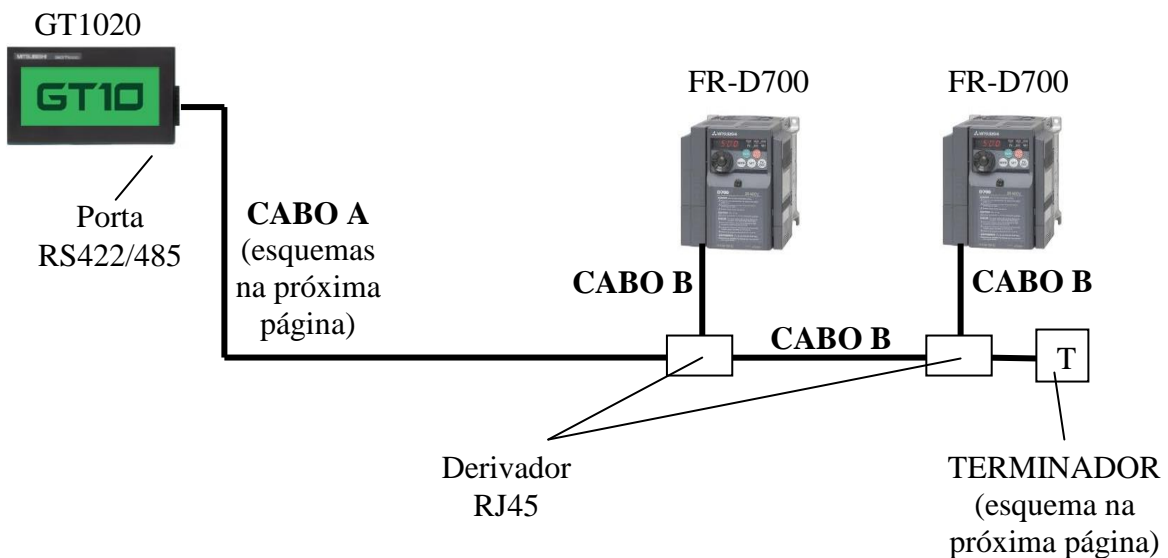 GT1020
MITSUBISHI
GT10
Porta
RS422/485
CABO A
(esquemas
na próxima
página)
FR-D700
FR-D700
CABO B
CABO B
CABO B
Derivador
RJ45
T
TERMINADOR
(esquema na
próxima página)